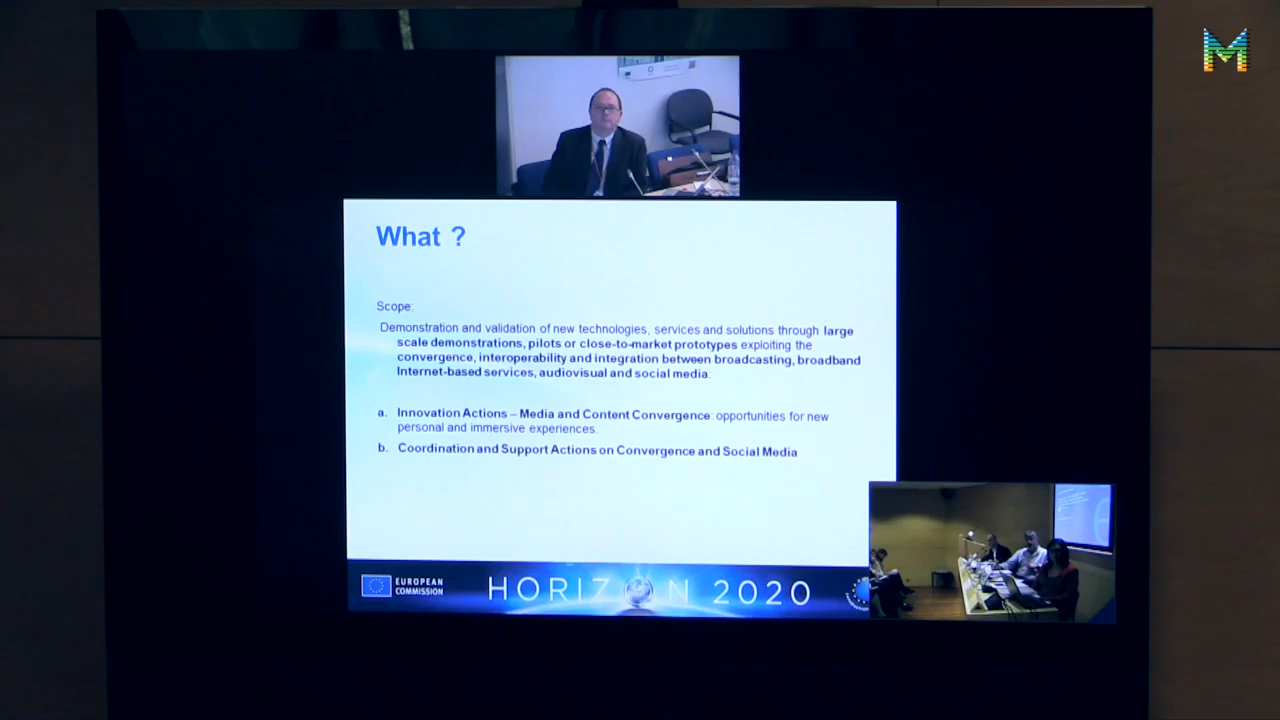 M
What ?
Scope:
Demonstration and validation of new technologies, services and solutions through large
scale demonstrations, pilots or close-to-market prototypes exploiting the
convergence, interoperability and integration between broadcasting, broadband
Internet-based services, audiovisual and social media.
a. Innovation Actions – Media and Content Convergence: opportunities for new
personal and immersive experiences.
b. Coordination and Support Actions on Convergence and Social Media
EUROPEAN
COMMISSION
HORIZON 2020